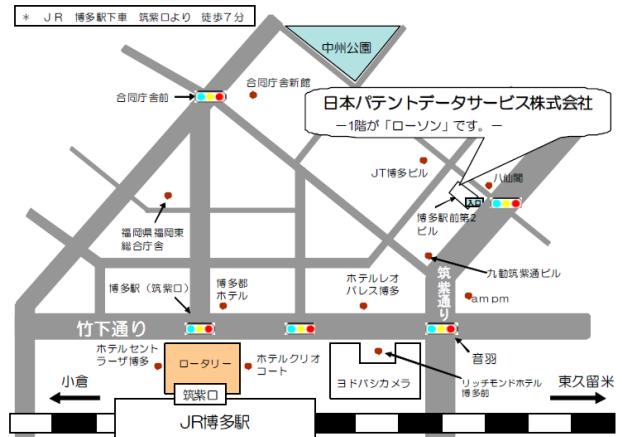 * JR 博多駅下車 筑紫口より 徒歩7分
中州公園
合同庁舎新館
合同庁舎前
日本パテントデータサービス株式会社
－1階が「ローソン」です。－
JT博多ビル
八仙閣
入口
博多駅前第2
ビル
福岡県福岡東
総合庁舎
九勧筑紫通ビル
筑紫通り
博多駅（筑紫口）
博多都
ホテル
ホテルレオ
パレス博多
am pm
竹下通り
音羽
ホテルセント
ラーザ博多
ロータリー
ホテルクリオ
コート
ヨドバシカメラ
リッチモンドホテル
博多前
小倉
東久留米
筑紫口
JR博多駅